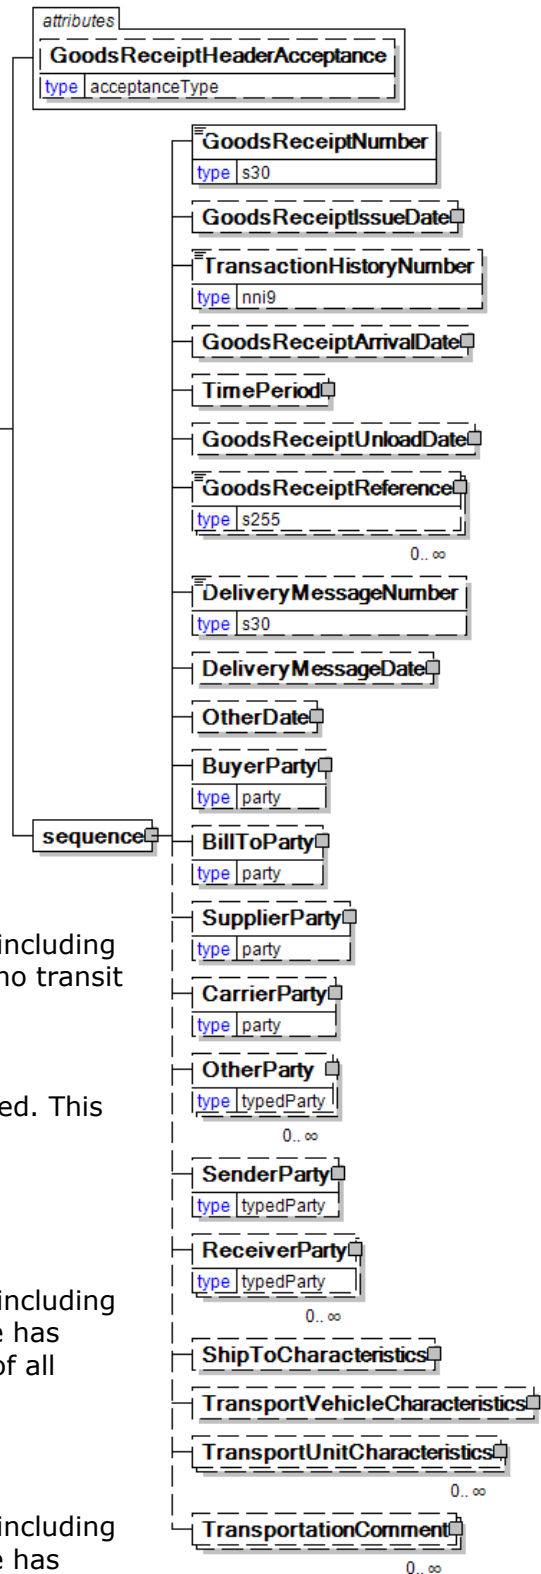 attributes
GoodsReceiptHeaderAcceptance
type acceptanceType
GoodsReceiptNumber
type s30
GoodsReceiptIssueDate
TransactionHistoryNumber
type nni9
GoodsReceiptArrivalDate
TimePeriod
GoodsReceiptUnloadDate
GoodsReceiptReference
type s255
0.. ∞
DeliveryMessageNumber
type s30
DeliveryMessageDate
OtherDate
BuyerParty
type party
sequence
BillToParty
type party
SupplierParty
type party
including
no transit
CarrierParty
type party
OtherParty
type typedParty
ed. This
0.. ∞
SenderParty
type typedParty
ReceiverParty
type typedParty
including
0.. ∞
e has
ShipToCharacteristics
of all
TransportVehicleCharacteristics
TransportUnitCharacteristics
0.. ∞
including
TransportationComment
e has
0.. ∞